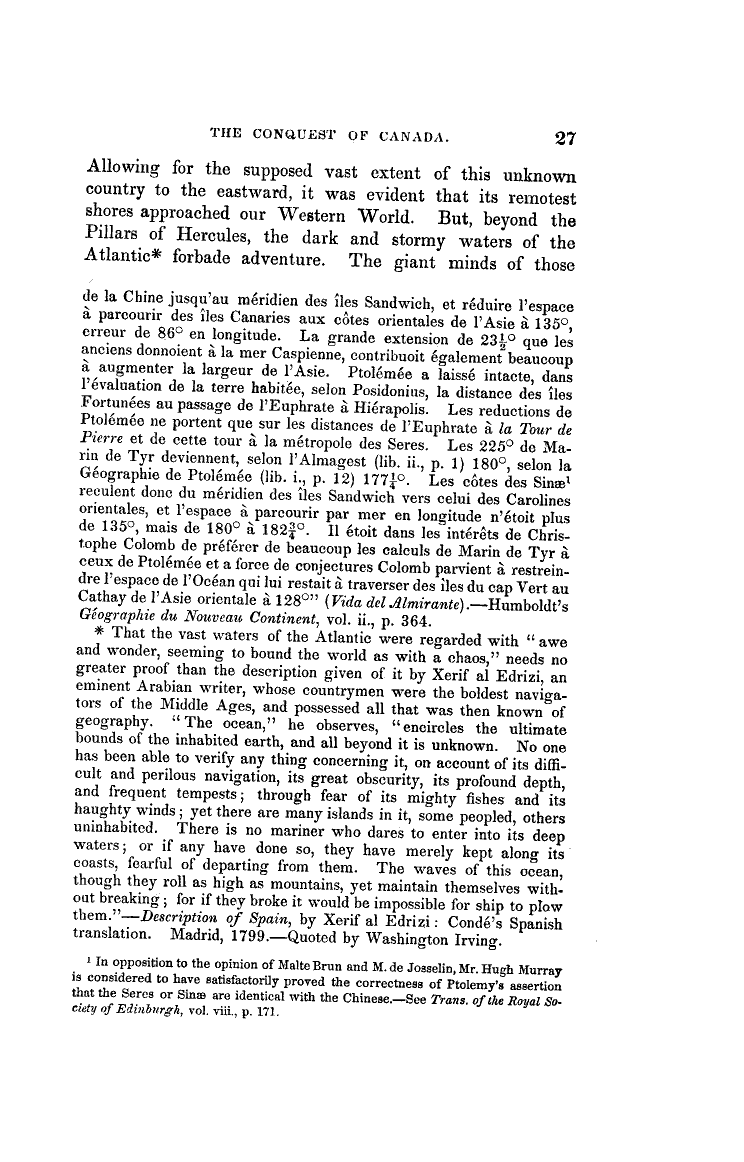 THE CONQUEST OF CANADA. 27
Allowing for the supposed vast extent of this unknown
country to the eastward, it was evident that its remotest
shores approached our Western World. But, beyond the
Pillars of Hercules, the dark and stormy waters of the
Atlantic* forbade adventure. The giant minds of those
de la Chine jusqu'au méridien des îles Sandwich, et réduire l'espace
à parcourir des îles Canaries aux côtes orientales de l'Asie à 135°,
erreur de 86° en longitude. La grande extension de 23½° que les
anciens donnoient à la mer Caspienne, contribuoit également beaucoup
à augmenter la largeur de l'Asie. Ptolémée a laissé intacte, dans
l'évaluation de la terre habitée, selon Posidonius, la distance des îles
Fortunées au passage de l'Euphrate à Hiérapolis. Les reductions de
Ptolémée ne portent que sur les distances de l'Euphrate à la Tour de
Pierre et de cette tour à la métropole des Seres. Les 225° de Ma-
rin de Tyr deviennent, selon l'Almagest (lib. ii., p. 1) 180°, selon la
Géographie de Ptolémée (lib. i., p. 12) 177¼°. Les côtes des Sinæ¹
reculent donc du méridien des îles Sandwich vers celui des Carolines
orientales, et l'espace à parcourir par mer en longitude n'étoit plus
de 135°, mais de 180° à 182¾°. Il étoit dans les intérêts de Chris-
tophe Colomb de préférer de beaucoup les calculs de Marin de Tyr à
ceux de Ptolémée et a force de conjectures Colomb parvient à restrein-
dre l'espace de l'Océan qui lui restait à traverser des îles du cap Vert au
Cathay de l'Asie orientale à 128°" (Vida del Almirante).—Humboldt's
Géographie du Nouveau Continent, vol. ii., p. 364.
* That the vast waters of the Atlantic were regarded with "awe
and wonder, seeming to bound the world as with a chaos," needs no
greater proof than the description given of it by Xerif al Edrizi, an
eminent Arabian writer, whose countrymen were the boldest naviga-
tors of the Middle Ages, and possessed all that was then known of
geography. "The ocean," he observes, "encircles the ultimate
bounds of the inhabited earth, and all beyond it is unknown. No one
has been able to verify any thing concerning it, on account of its diffi-
cult and perilous navigation, its great obscurity, its profound depth,
and frequent tempests; through fear of its mighty fishes and its
haughty winds; yet there are many islands in it, some peopled, others
uninhabited. There is no mariner who dares to enter into its deep
waters; or if any have done so, they have merely kept along its
coasts, fearful of departing from them. The waves of this ocean,
though they roll as high as mountains, yet maintain themselves with-
out breaking; for if they broke it would be impossible for ship to plow
them."—Description of Spain, by Xerif al Edrizi: Condé's Spanish
translation. Madrid, 1799.—Quoted by Washington Irving.
¹ In opposition to the opinion of Malte Brun and M. de Josselin, Mr. Hugh Murray
is considered to have satisfactorily proved the correctness of Ptolemy's assertion
that the Seres or Sinæ are identical with the Chinese.—See Trans. of the Royal So-
ciety of Edinburgh, vol. viii., p. 171.